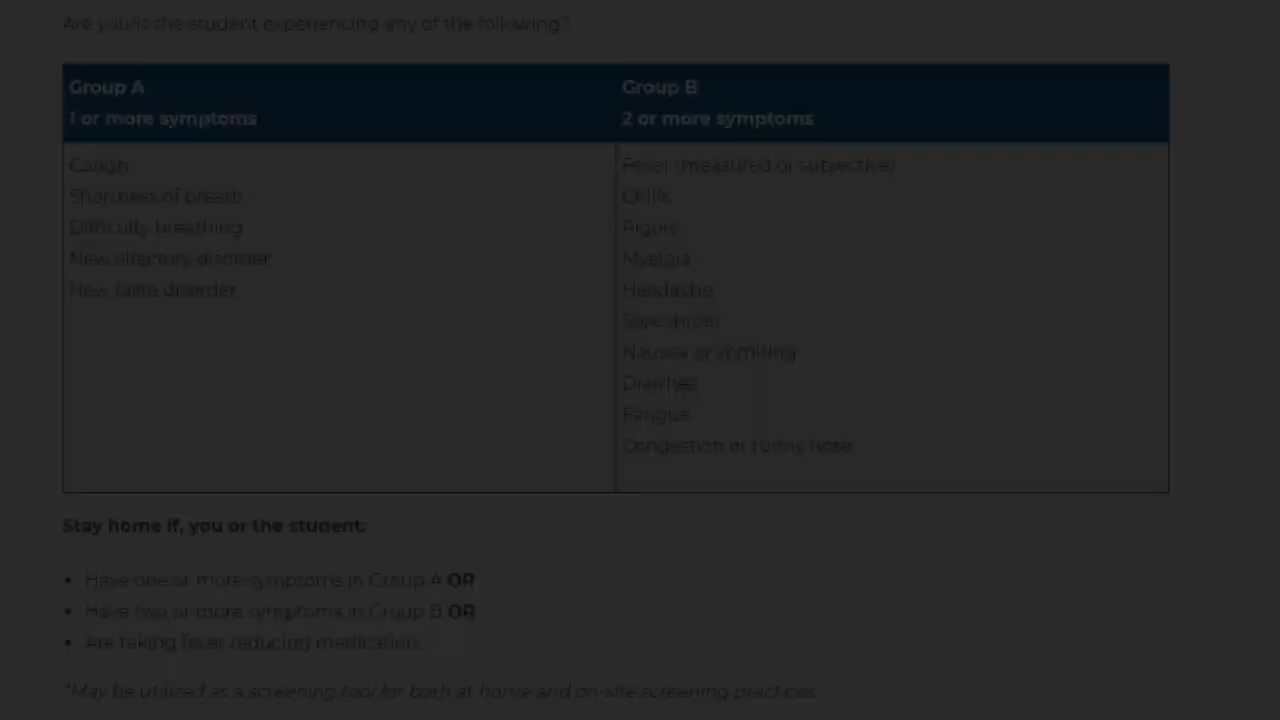 Are you/is the student experiencing any of the following?
Group A
1 or more symptoms
Cough
Shortness of breath
Difficulty breathing
New olfactory disorder
New taste disorder
Group B
2 or more symptoms
Fever (measured or subjective)
Chills
Rigors
Myalgia
Headache
Sore throat
Nausea or vomiting
Diarrhea
Fatigue
Congestion or runny nose
Stay home if, you or the student:
• Have one or more symptoms in Group A OR
• Have two or more symptoms in Group B OR
• Are taking fever reducing medication.
*May be utilized as a screening tool for both at home and on-site screening practices.